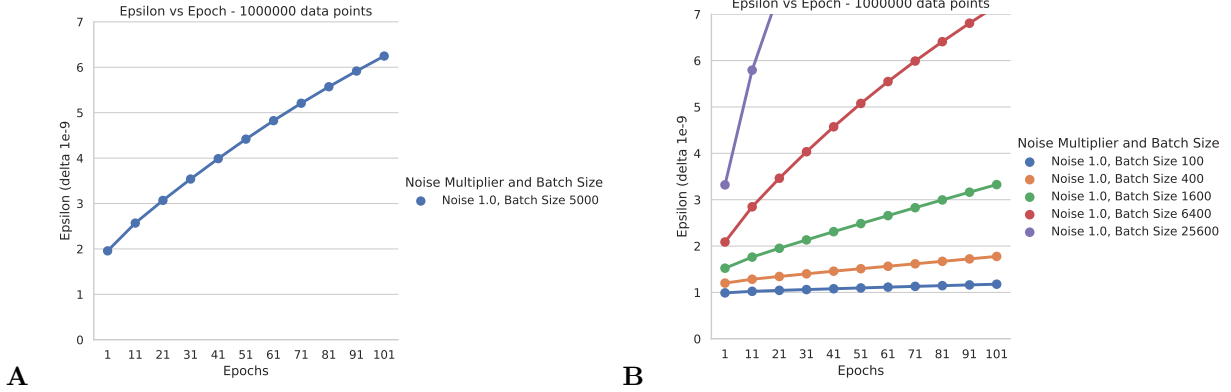 Epsilon vs Epoch - 1000000 data points
7
6
5
4
3
2
1
0
Epsilon (delta 1e-9
1 11 21 31 41 51 61 71 81 91 101
Epochs
Noise Multiplier and Batch Size
Noise 1.0, Batch Size 5000
A
Epsilon vs Epoch - 1000000 data points
7
6
5
4
3
2
1
0
Epsilon (delta 1e-9
1 11 21 31 41 51 61 71 81 91 101
Epochs
Noise Multiplier and Batch Size
Noise 1.0, Batch Size 100
Noise 1.0, Batch Size 400
Noise 1.0, Batch Size 1600
Noise 1.0, Batch Size 6400
Noise 1.0, Batch Size 25600
B